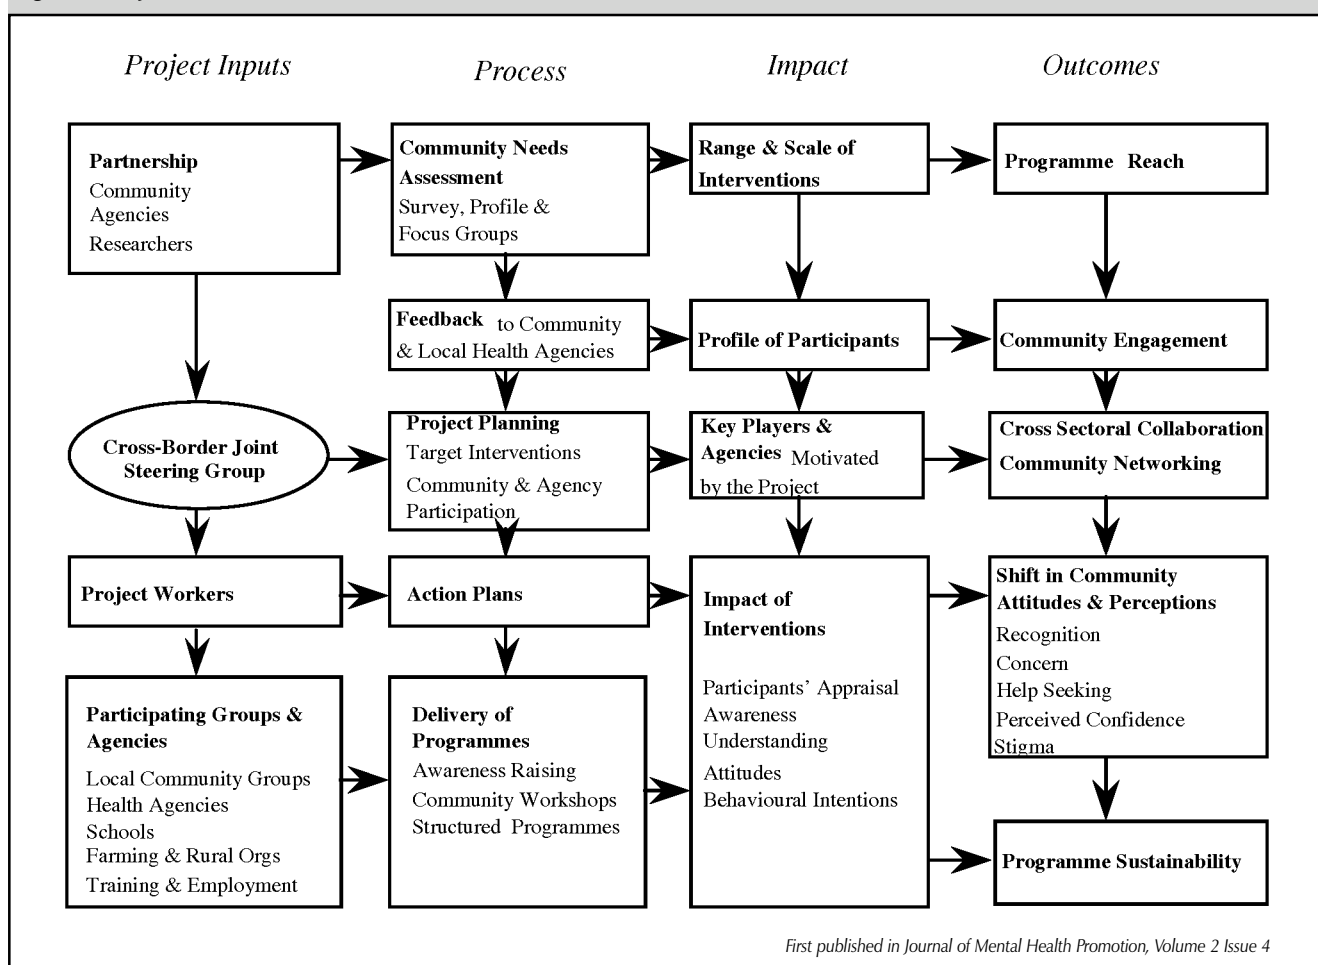 Project Inputs
Process
Impact
Outcomes
Partnership
Community
Agencies
Researchers
Community Needs
Assessment
Survey, Profile &
Focus Groups
Range & Scale of
Interventions
Programme Reach
Feedback to Community
& Local Health Agencies
Profile of Participants
Community Engagement
Cross-Border Joint
Steering Group
Project Planning
Target Interventions
Community & Agency
Participation
Key Players &
Agencies Motivated
by the Project
Cross Sectoral Collaboration
Community Networking
Project Workers
Action Plans
Impact of
Interventions
Participants’ Appraisal
Awareness
Understanding
Attitudes
Behavioural Intentions
Shift in Community
Attitudes & Perceptions
Recognition
Concern
Help Seeking
Perceived Confidence
Stigma
Participating Groups &
Agencies
Local Community Groups
Health Agencies
Schools
Farming & Rural Orgs
Training & Employment
Delivery of
Programmes
Awareness Raising
Community Workshops
Structured Programmes
Programme Sustainability
First published in Journal of Mental Health Promotion, Volume 2 Issue 4